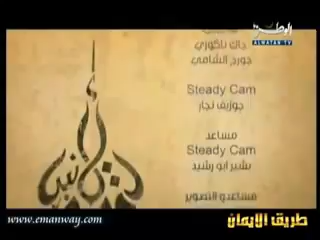 الوطن
ALWATAN TV
جاك ناكوزي
جورج الشامي
Steady Cam
جوزيف نجار
مساعد
Steady Cam
بشير ابو رشيد
مساعدو التصوير
www.emanway.com
طريق الإيمان